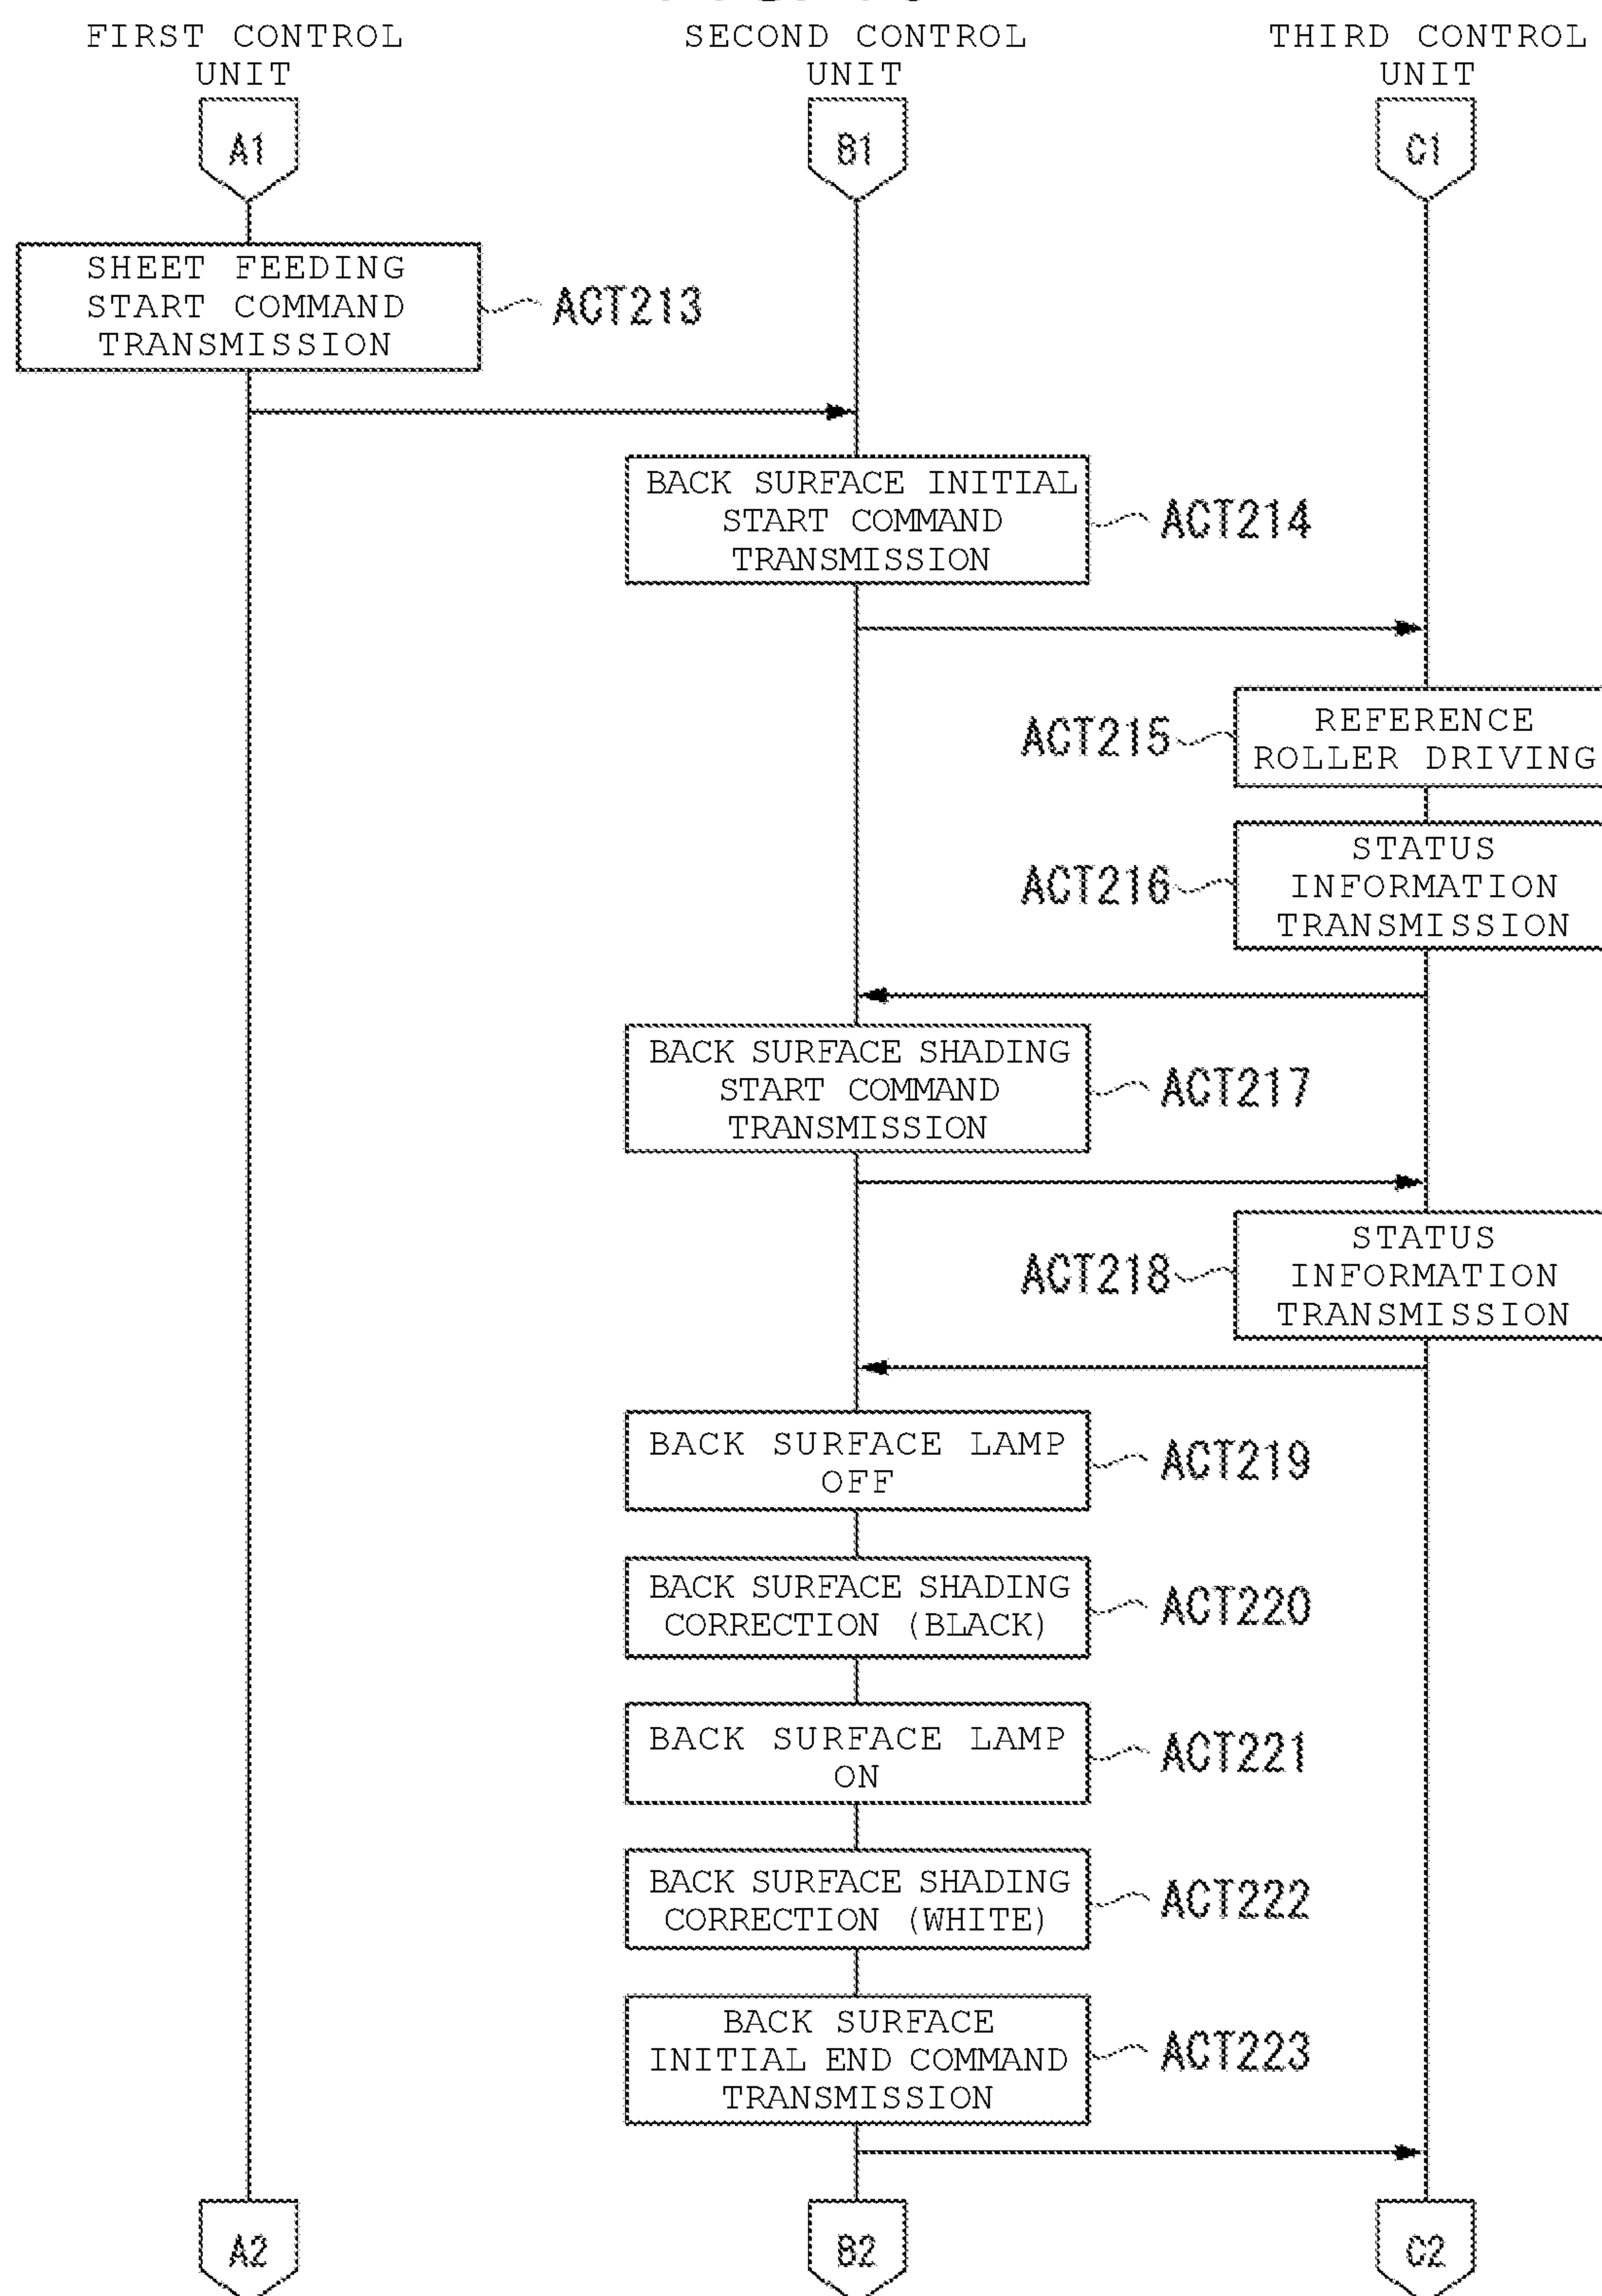 FIRST CONTROL
UNIT
SECOND CONTROL
UNIT
THIRD CONTROL
UNIT
A1
B1
C1
SHEET FEEDING
START COMMAND
TRANSMISSION
ACT213
BACK SURFACE INITIAL
START COMMAND
TRANSMISSION
ACT214
ACT215
REFERENCE
ROLLER DRIVING
ACT216
STATUS
INFORMATION
TRANSMISSION
BACK SURFACE SHADING
START COMMAND
TRANSMISSION
ACT217
ACT218
STATUS
INFORMATION
TRANSMISSION
BACK SURFACE LAMP
OFF
ACT219
BACK SURFACE SHADING
CORRECTION (BLACK)
ACT220
BACK SURFACE LAMP
ON
ACT221
BACK SURFACE SHADING
CORRECTION (WHITE)
ACT222
BACK SURFACE
INITIAL END COMMAND
TRANSMISSION
ACT223
A2
B2
C2